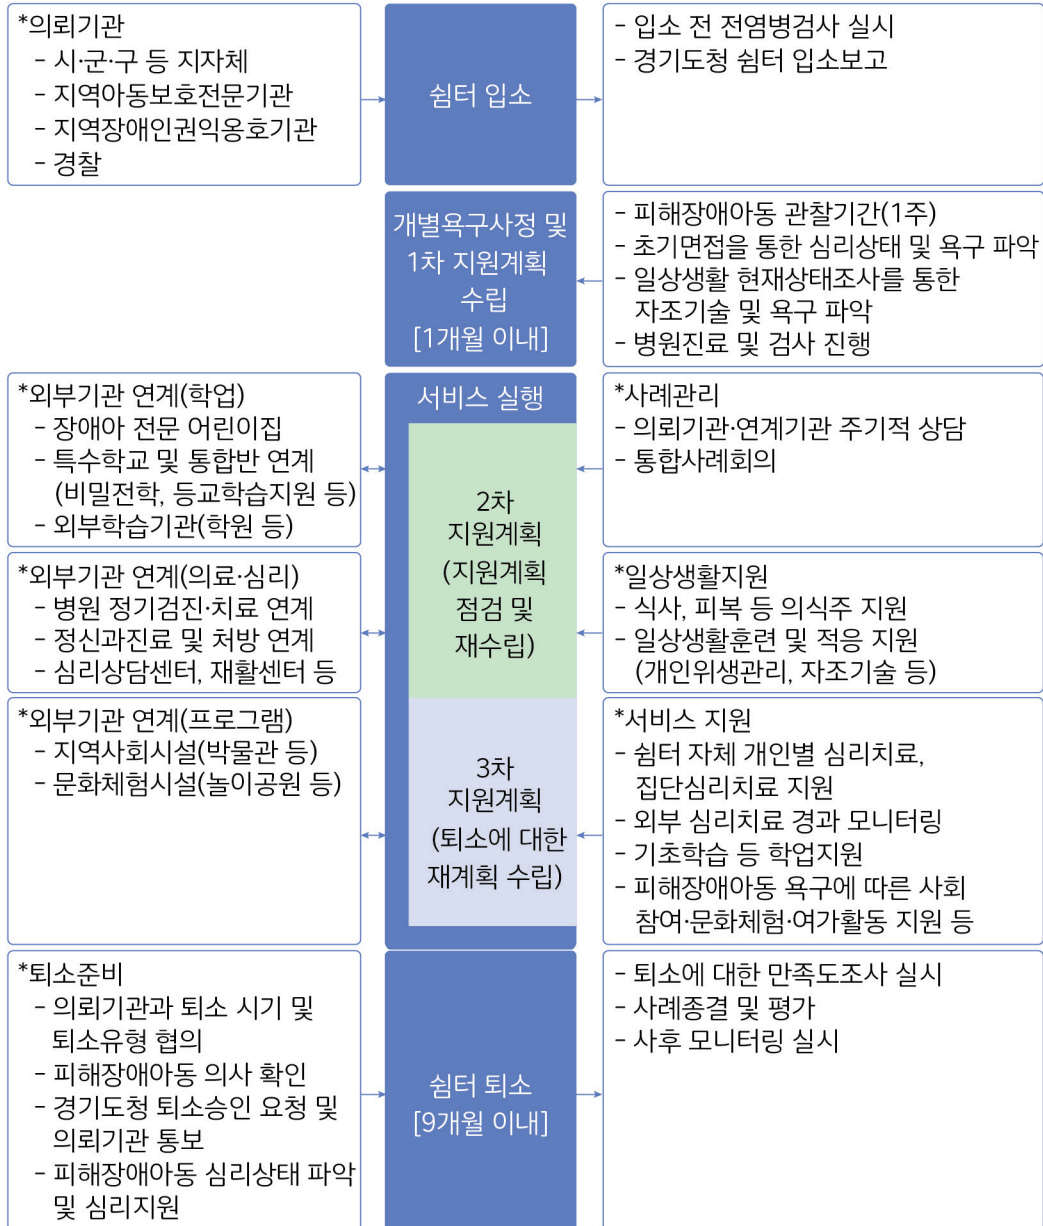 *의뢰기관
- 시·군·구 등 지자체
- 지역아동보호전문기관
- 지역장애인권익옹호기관
- 경찰
쉼터 입소
- 입소 전 전염병검사 실시
- 경기도청 쉼터 입소보고
개별욕구사정 및
1차 지원계획
수립
[1개월 이내]
- 피해장애아동 관찰기간(1주)
- 초기면접을 통한 심리상태 및 욕구 파악
- 일상생활 현재상태조사를 통한
자조기술 및 욕구 파악
- 병원진료 및 검사 진행
*외부기관 연계(학업)
- 장애아 전문 어린이집
- 특수학교 및 통합반 연계
(비밀전학, 등교학습지원 등)
- 외부학습기관(학원 등)
*외부기관 연계(의료·심리)
- 병원 정기검진·치료 연계
- 정신과진료 및 처방 연계
- 심리상담센터, 재활센터 등
*외부기관 연계(프로그램)
- 지역사회시설(박물관 등)
- 문화체험시설(놀이공원 등)
서비스 실행
2차
지원계획
(지원계획
점검 및
재수립)
3차
지원계획
(퇴소에 대한
재계획 수립)
*사례관리
- 의뢰기관·연계기관 주기적 상담
- 통합사례회의
*일상생활지원
- 식사, 피복 등 의식주 지원
- 일상생활훈련 및 적응 지원
(개인위생관리, 자조기술 등)
*서비스 지원
- 쉼터 자체 개인별 심리치료,
집단심리치료 지원
- 외부 심리치료 경과 모니터링
- 기초학습 등 학업지원
- 피해장애아동 욕구에 따른 사회
참여·문화체험·여가활동 지원 등
*퇴소준비
- 의뢰기관과 퇴소 시기 및
퇴소유형 협의
- 피해장애아동 의사 확인
- 경기도청 퇴소승인 요청 및
의뢰기관 통보
- 피해장애아동 심리상태 파악
및 심리지원
쉼터 퇴소
[9개월 이내]
- 퇴소에 대한 만족도조사 실시
- 사례종결 및 평가
- 사후 모니터링 실시